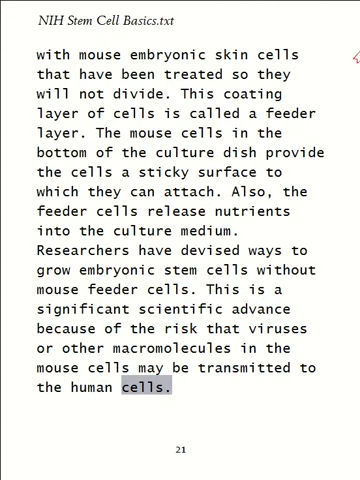 NIH Stem Cell Basics.txt
with mouse embryonic skin cells
that have been treated so they
will not divide. This coating
layer of cells is called a feeder
layer. The mouse cells in the
bottom of the culture dish provide
the cells a sticky surface to
which they can attach. Also, the
feeder cells release nutrients
into the culture medium.
Researchers have devised ways to
grow embryonic stem cells without
mouse feeder cells. This is a
significant scientific advance
because of the risk that viruses
or other macromolecules in the
mouse cells may be transmitted to
the human cells.
21